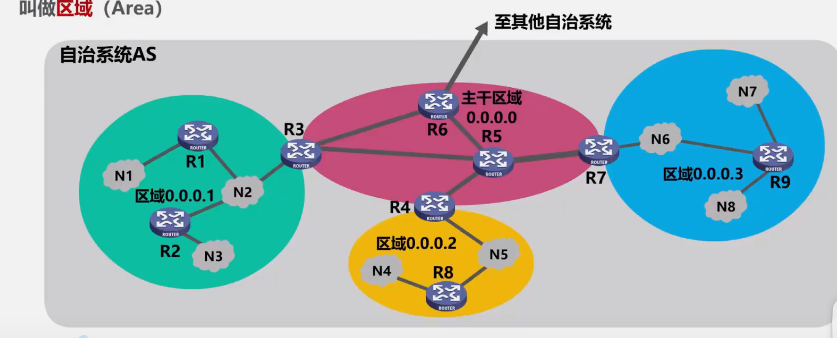 叫做区域（Area）
至其他自治系统
自治系统AS
N7
主干区域
0.0.0.0
R3
R6
R5
R1
N6
R7
N1
N2
区域0.0.0.3
R9
区域0.0.0.1
R4
N8
R2
N3
区域0.0.0.2
N5
N4
R8